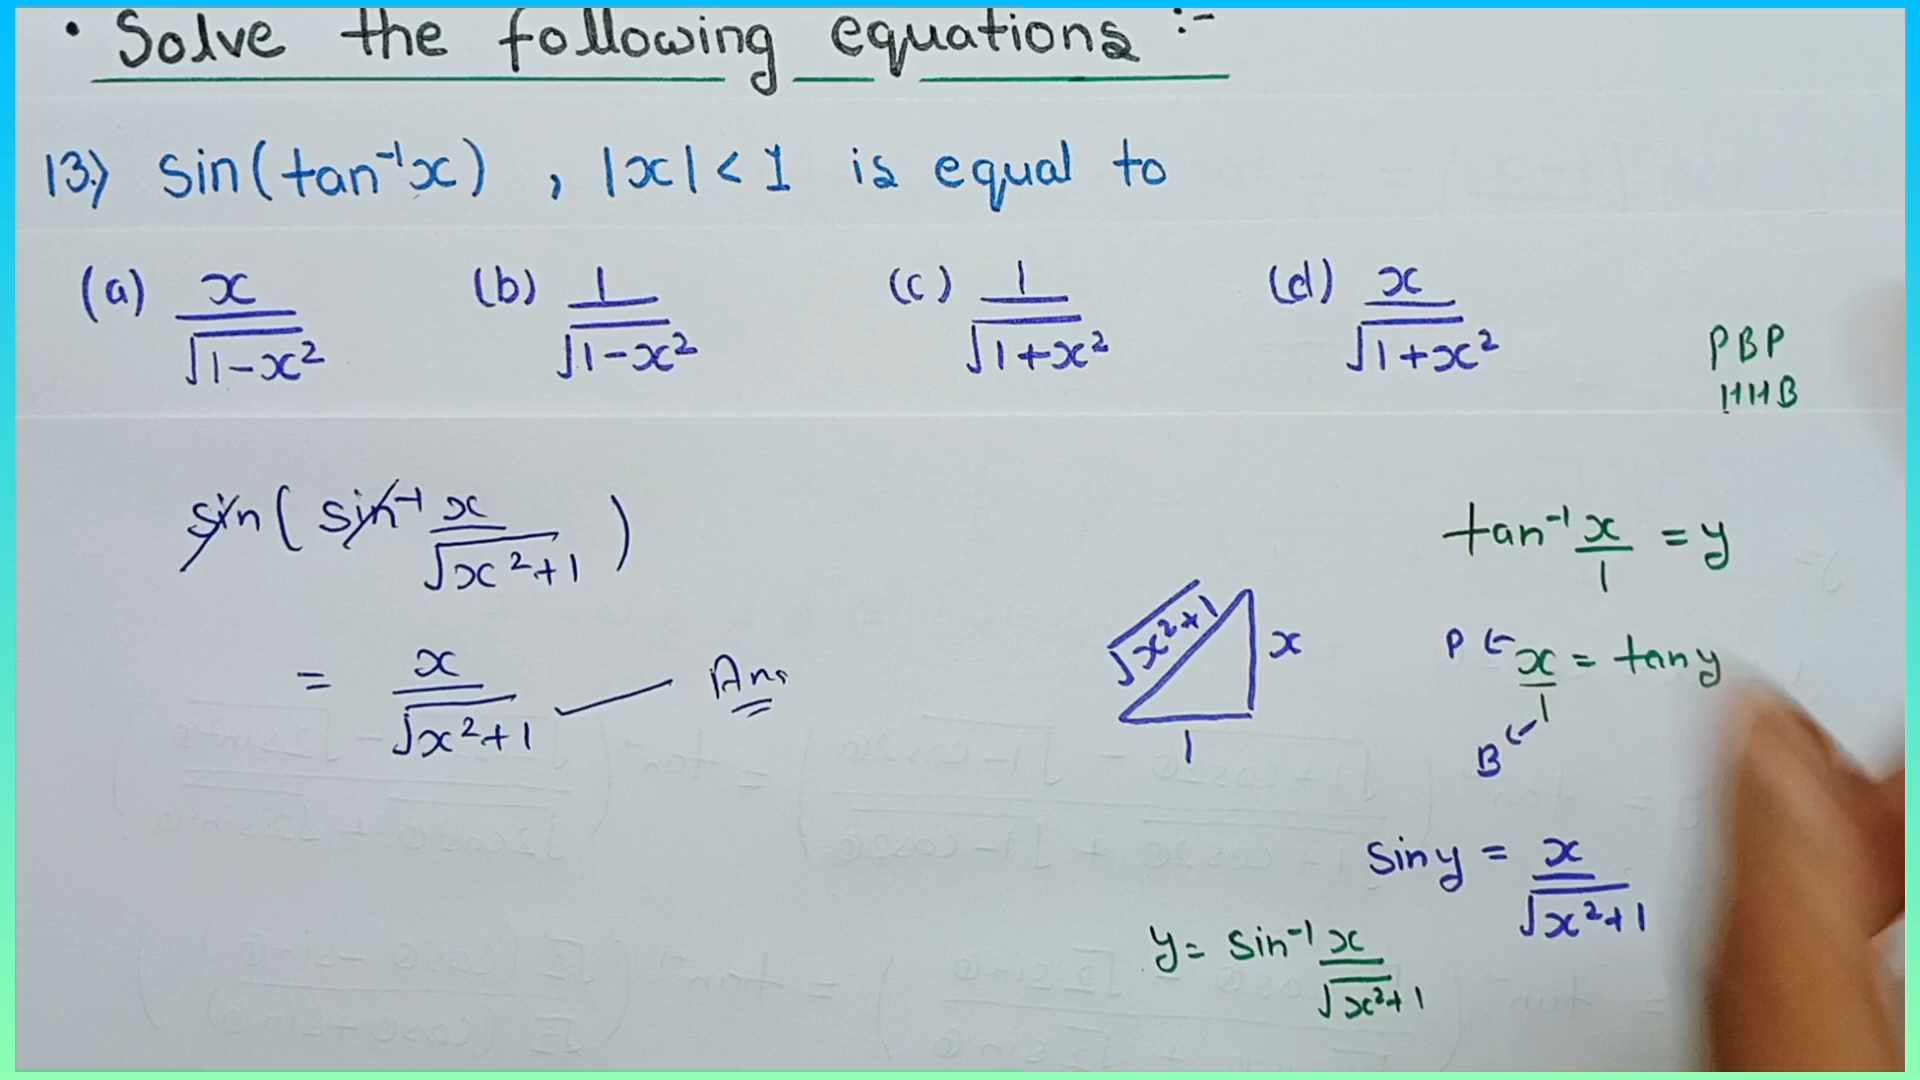 • Solve the following equations :-
13) sin(tan⁻¹x) , |x| < 1 is equal to
(a) x/√(1-x²) (b) 1/√(1-x²) (c) 1/√(1+x²) (d) x/√(1+x²)
PBP
HHB
sin( sin⁻¹ x/√(x²+1) )
= x/√(x²+1) Ans
√(x²+1) x
1
tan⁻¹ x/1 = y
P ← x/1 = tan y
B ←
sin y = x/√(x²+1)
y = sin⁻¹ x/√(x²+1)